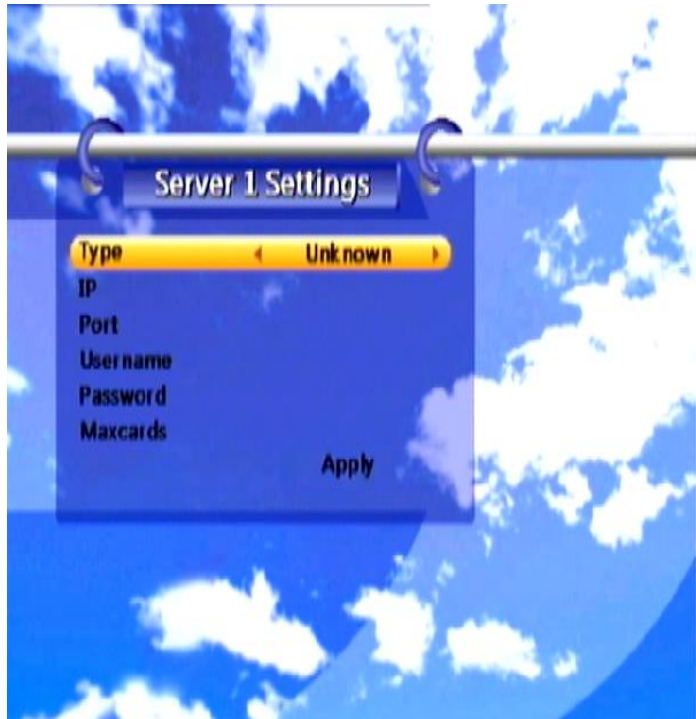 Server 1 Settings
Type Unknown
IP
Port
Username
Password
Maxcards
Apply